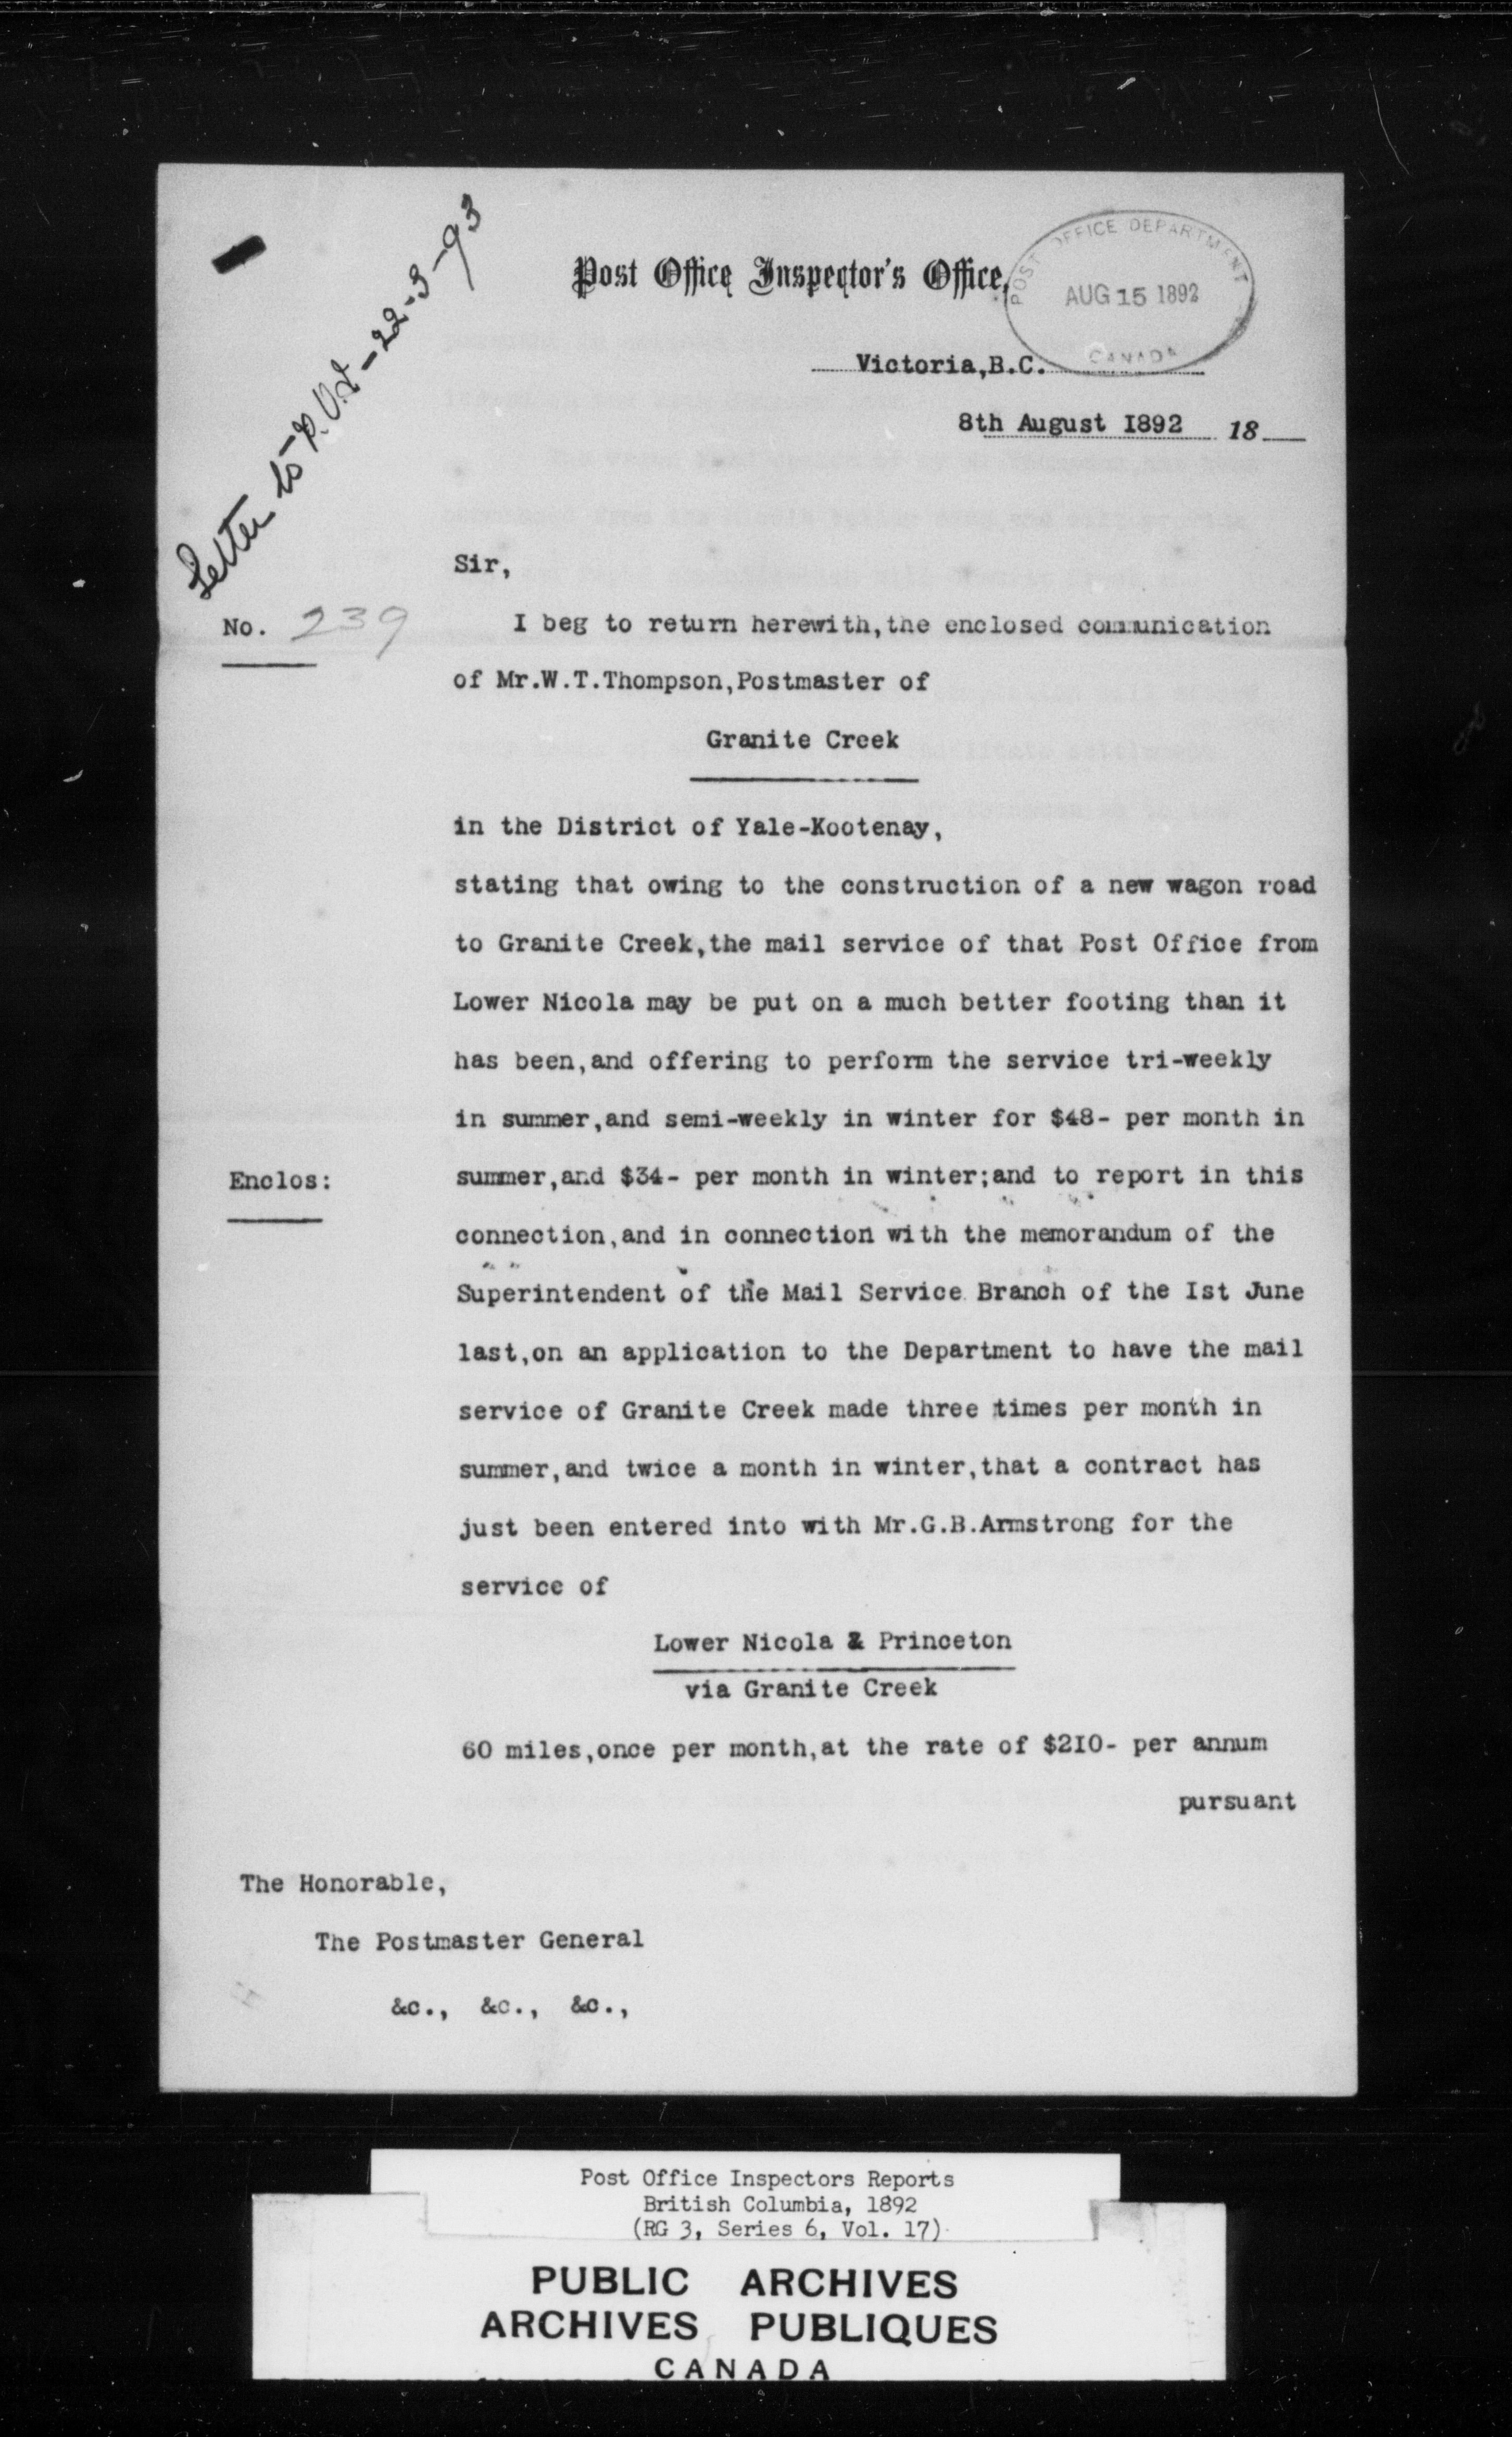 Letter to P.O.I - 22-3-93
Post Office Inspector's Office,
POST OFFICE DEPARTMENT
AUG 15 1892
CANADA
Victoria,B.C.
8th August I892 18
Sir,
No. 239
I beg to return herewith,the enclosed communication
of Mr.W.T.Thompson,Postmaster of
Granite Creek
in the District of Yale-Kootenay,
stating that owing to the construction of a new wagon road
to Granite Creek,the mail service of that Post Office from
Lower Nicola may be put on a much better footing than it
has been,and offering to perform the service tri-weekly
in summer,and semi-weekly in winter for $48- per month in
Enclos:
summer,and $34- per month in winter;and to report in this
connection,and in connection with the memorandum of the
Superintendent of the Mail Service Branch of the Ist June
last,on an application to the Department to have the mail
service of Granite Creek made three times per month in
summer,and twice a month in winter,that a contract has
just been entered into with Mr.G.B.Armstrong for the
service of
Lower Nicola & Princeton
via Granite Creek
60 miles,once per month,at the rate of $2I0- per annum
pursuant
The Honorable,
The Postmaster General
&c., &c., &c.,
Post Office Inspectors Reports
British Columbia, 1892
(RG 3, Series 6, Vol. 17)
PUBLIC ARCHIVES
ARCHIVES PUBLIQUES
CANADA